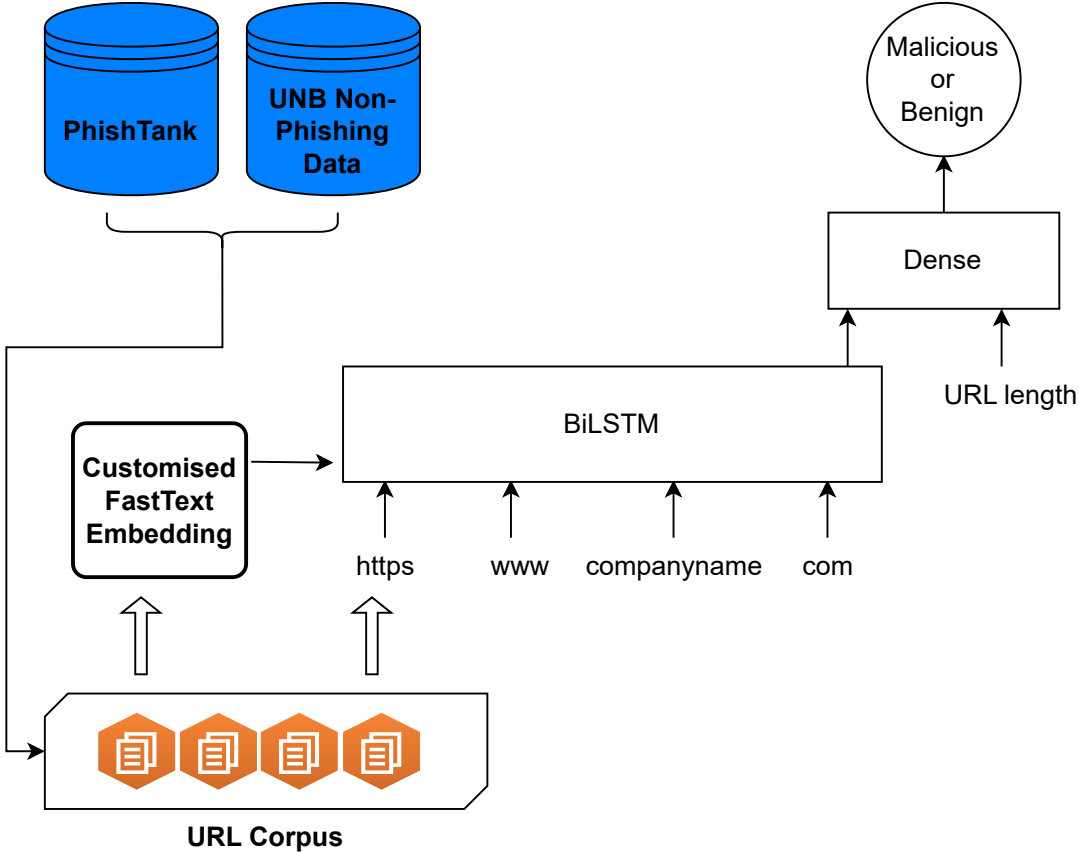 PhishTank
UNB Non-
Phishing
Data
Malicious
or
Benign
Dense
URL length
BiLSTM
Customised
FastText
Embedding
https
www
companyname
com
URL Corpus